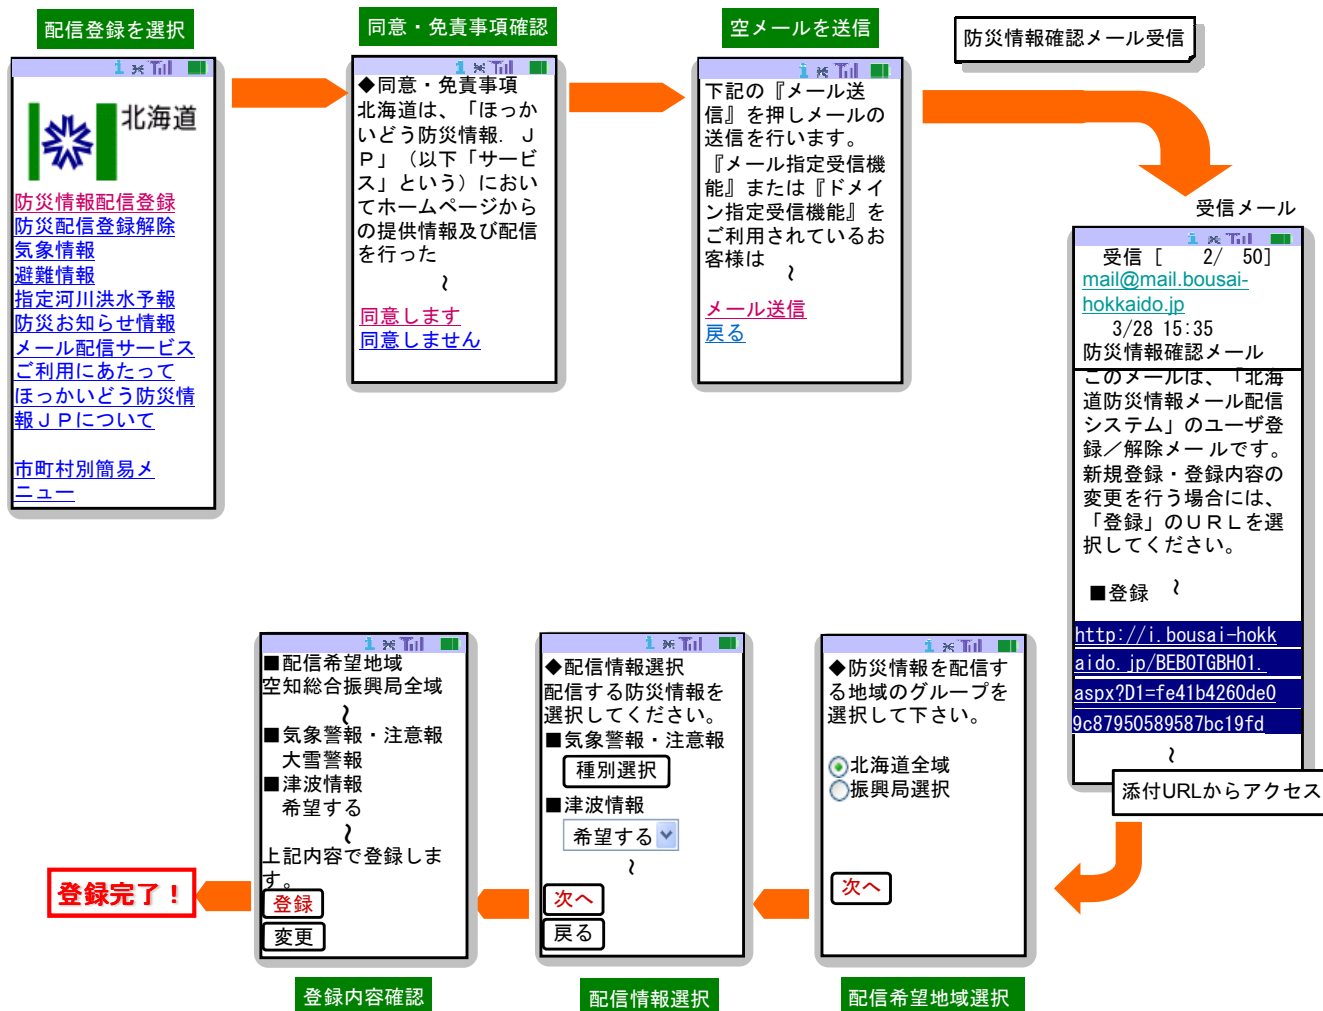 配信登録を選択
北海道
防災情報配信登録
防災配信登録解除
気象情報
避難情報
指定河川洪水予報
防災お知らせ情報
メール配信サービス
ご利用にあたって
ほっかいどう防災情
報ＪＰについて
市町村別簡易メ
ニュー
同意・免責事項確認
◆同意・免責事項
北海道は、「ほっか
いどう防災情報．Ｊ
Ｐ」（以下「サービ
ス」という）におい
てホームページから
の提供情報及び配信
を行った
～
同意します
同意しません
空メールを送信
下記の『メール送
信』を押しメールの
送信を行います。
『メール指定受信機
能』または『ドメイ
ン指定受信機能』を
ご利用されているお
客様は
～
メール送信
戻る
防災情報確認メール受信
受信メール
受信 [ 2/ 50]
mail@mail.bousai-
hokkaido.jp
3/28 15:35
防災情報確認メール
このメールは、「北海
道防災情報メール配信
システム」のユーザ登
録／解除メールです。
新規登録・登録内容の
変更を行う場合には、
「登録」のＵＲＬを選
択してください。
～
■登録
http://i.bousai-hokk
aido.jp/BEBOTGBH01.
aspx?D1=fe41b4260de0
9c87950589587bc19fd
～
添付URLからアクセス
◆防災情報を配信す
る地域のグループを
選択して下さい。
北海道全域
振興局選択
次へ
配信希望地域選択
◆配信情報選択
配信する防災情報を
選択してください。
■気象警報・注意報
種別選択
■津波情報
希望する
～
次へ
戻る
配信情報選択
■配信希望地域
空知総合振興局全域
～
■気象警報・注意報
大雪警報
■津波情報
希望する
～
上記内容で登録しま
す。
登録
変更
登録内容確認
登録完了！